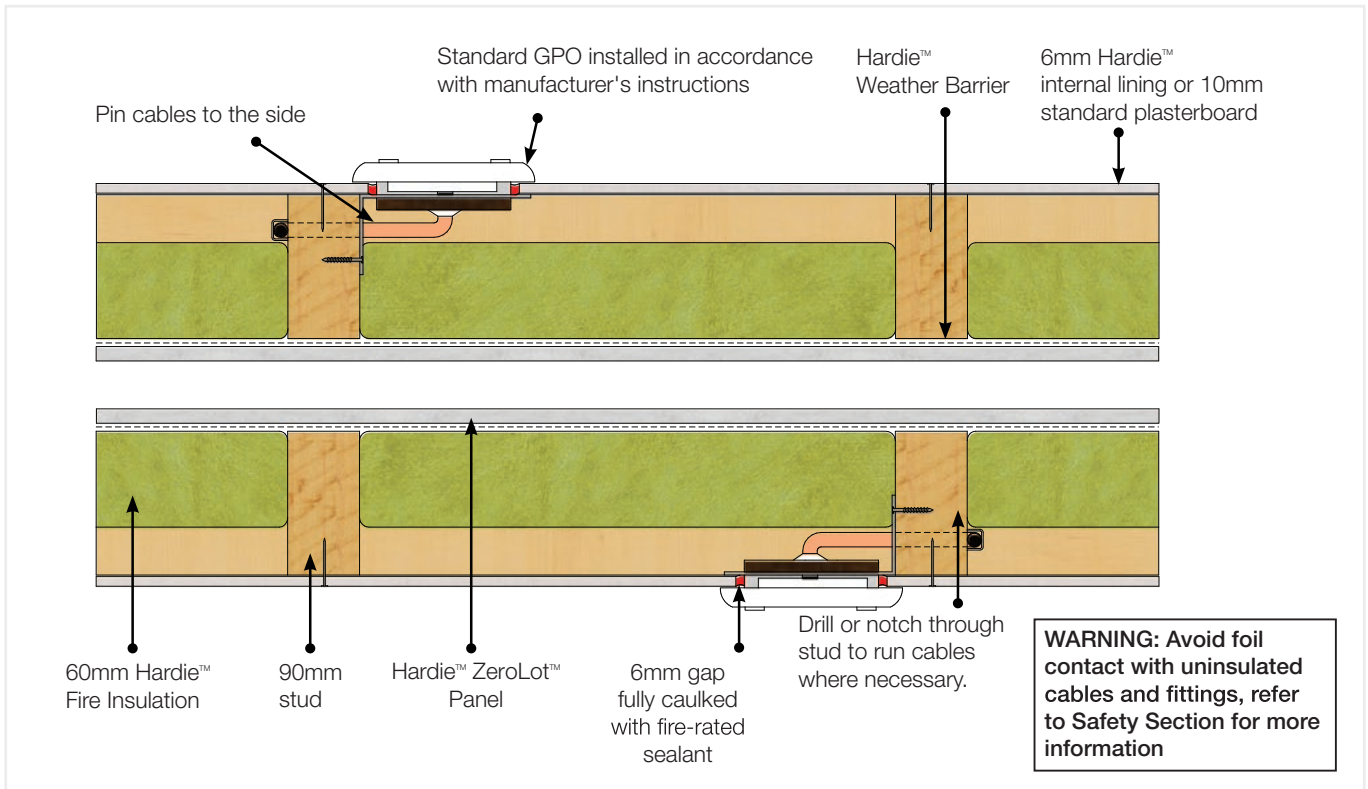 Standard GPO installed in accordance
with manufacturer's instructions
Hardie™
Weather Barrier
6mm Hardie™
internal lining or 10mm
standard plasterboard
Pin cables to the side
60mm Hardie™
Fire Insulation
90mm
stud
Hardie™ ZeroLot™
Panel
6mm gap
fully caulked
with fire-rated
sealant
Drill or notch through
stud to run cables
where necessary.
WARNING: Avoid foil
contact with uninsulated
cables and fittings, refer
to Safety Section for more
information